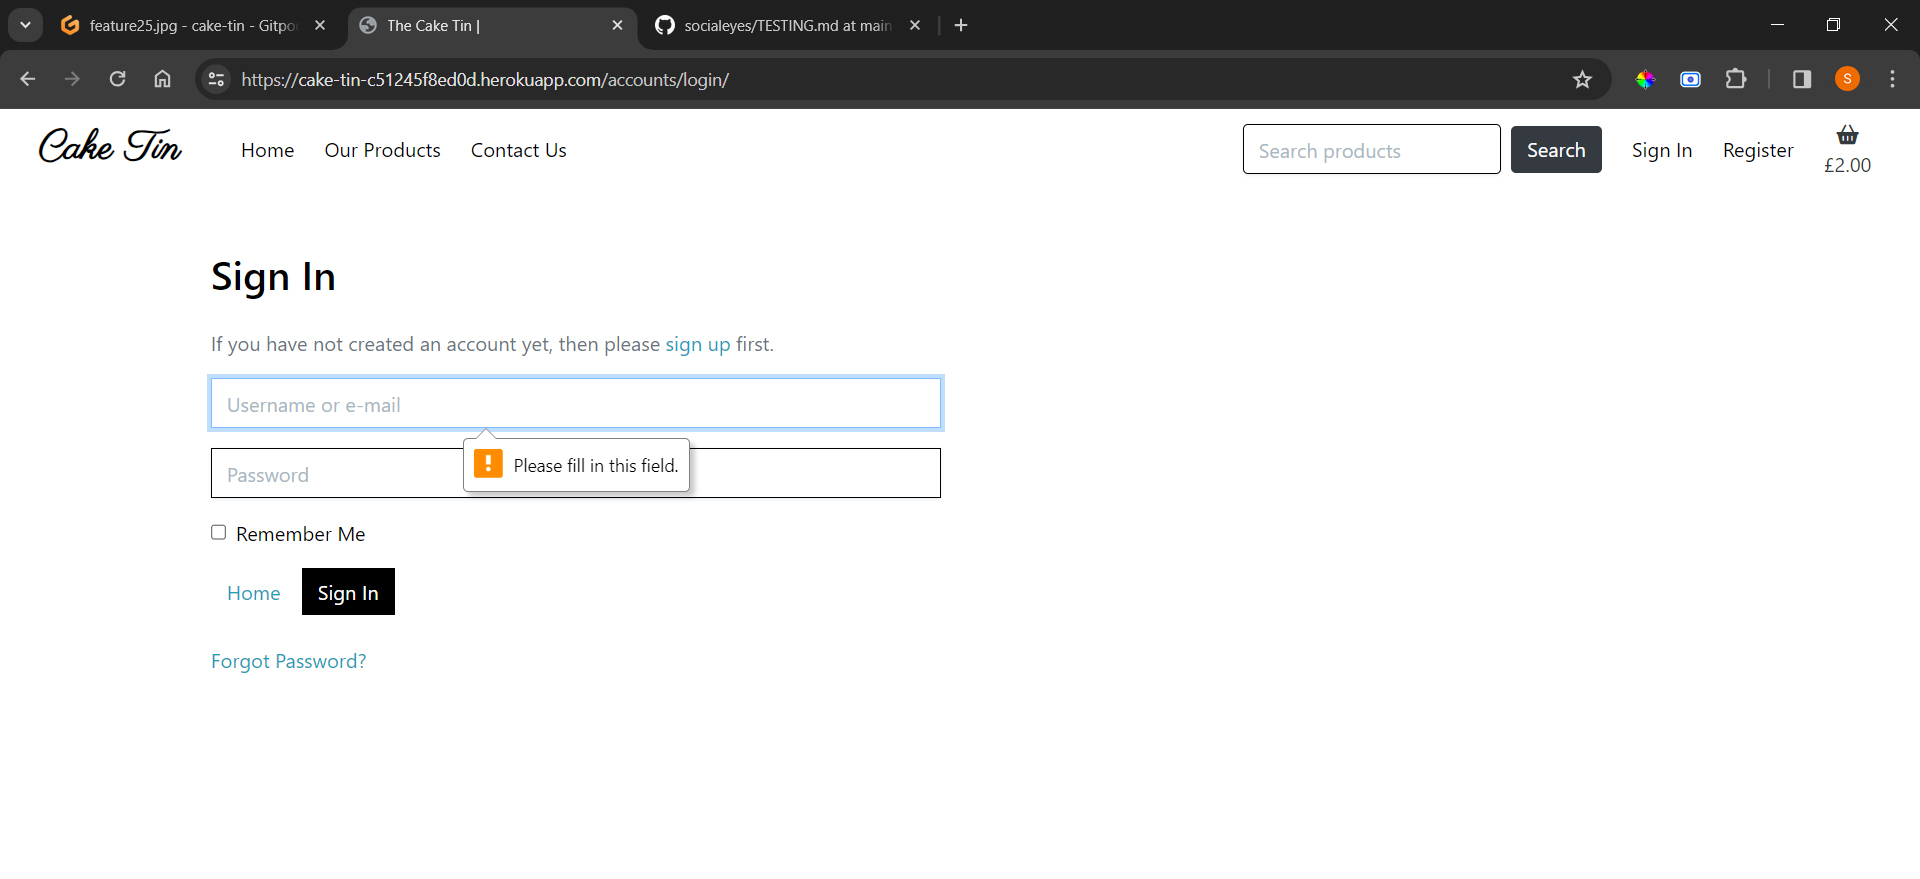 feature25.jpg - cake-tin - Gitpo
The Cake Tin |
socialeyes/TESTING.md at main
https://cake-tin-c51245f8ed0d.herokuapp.com/accounts/login/
S
Cake Tin
Home
Our Products
Contact Us
Search products
Search
Sign In
Register
£2.00
Sign In
If you have not created an account yet, then please sign up first.
Username or e-mail
Please fill in this field.
Password
Remember Me
Home
Sign In
Forgot Password?